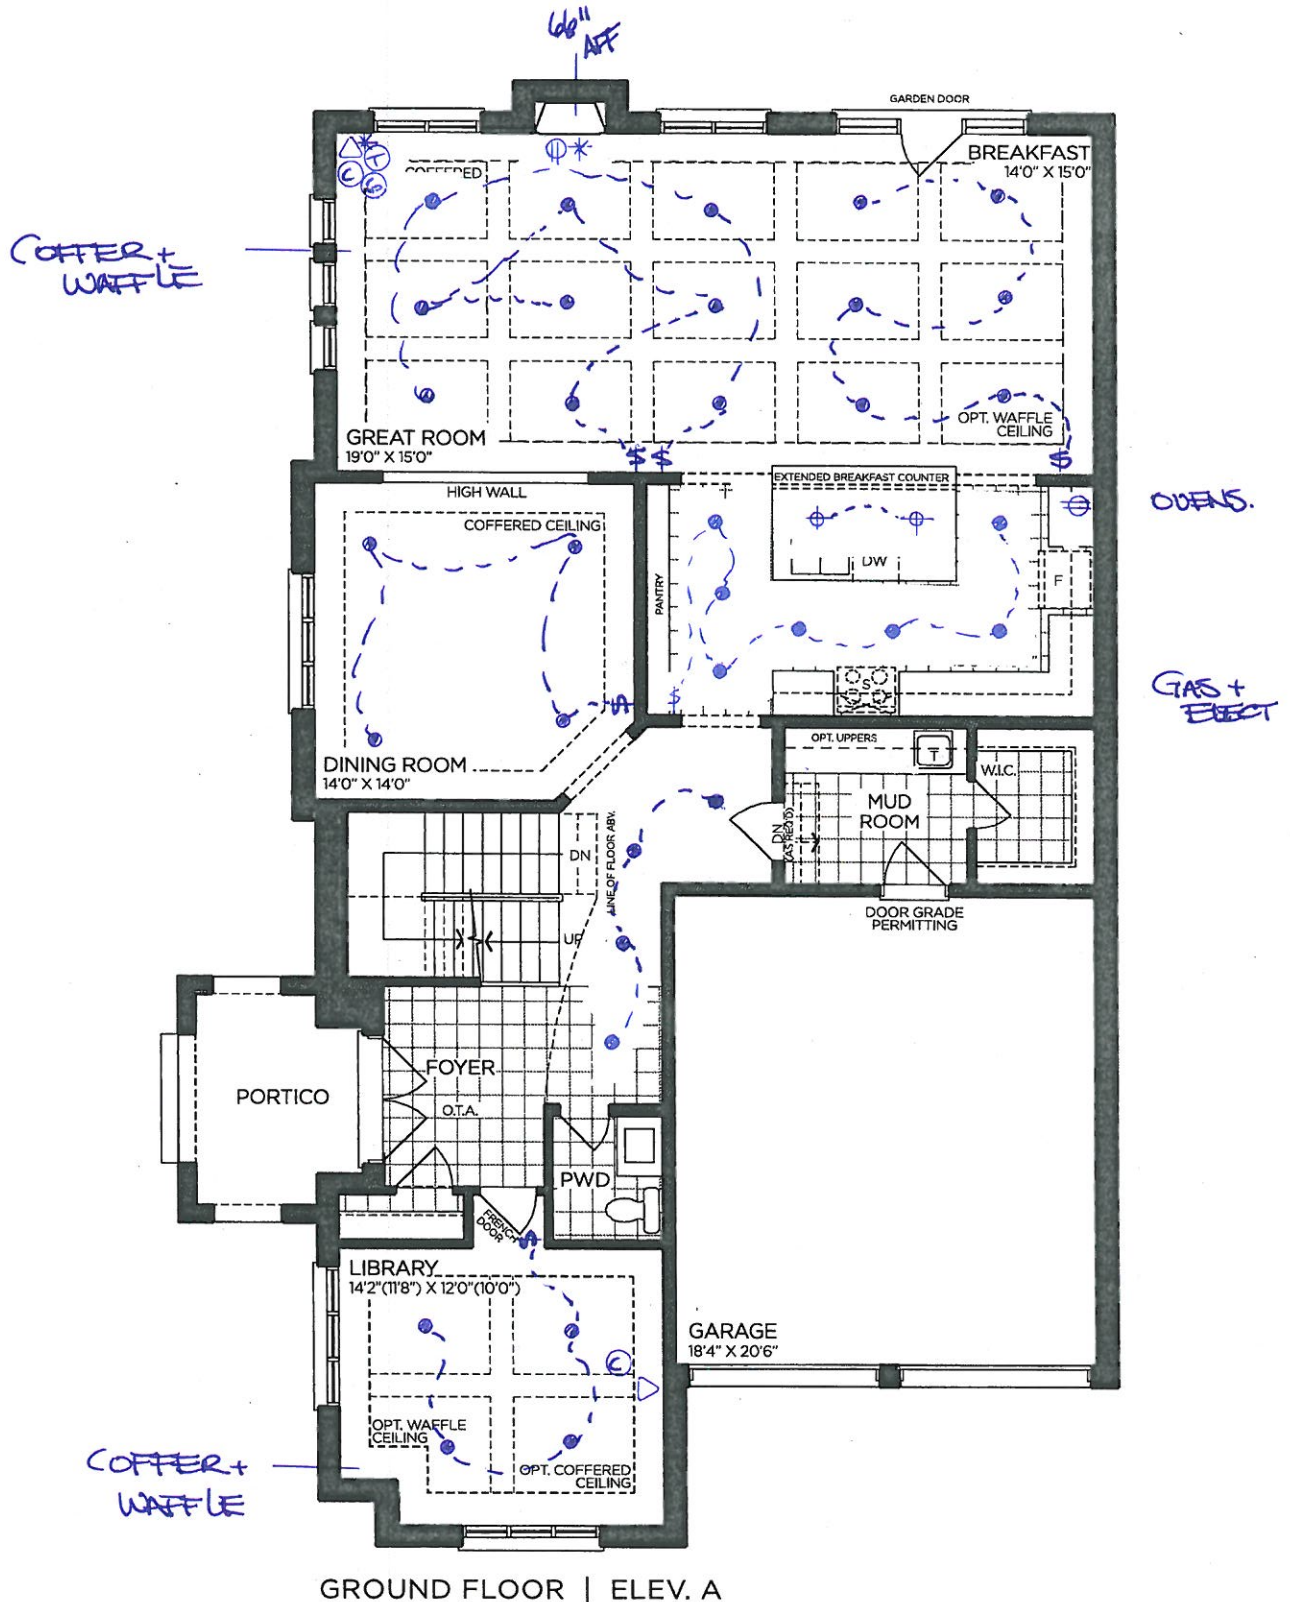 66"
AFF
GARDEN DOOR
BREAKFAST
14'0" X 15'0"
T
C
COFFERED
COFFER +
WAFFLE
OPT. WAFFLE
CEILING
GREAT ROOM
19'0" X 15'0"
$ $
$
HIGH WALL
EXTENDED BREAKFAST COUNTER
OVENS.
COFFERED CEILING
DW
F
PANTRY
GAS +
ELECT
S
$
$
OPT. UPPERS
T
W.I.C.
DINING ROOM
14'0" X 14'0"
MUD
ROOM
DN
(AS REQ'D)
LINE OF FLOOR ABV.
DN
UP
DOOR GRADE
PERMITTING
FOYER
PORTICO
O.T.A.
PWD
FRENCH
DOOR
$
LIBRARY
14'2"(11'8") X 12'0"(10'0")
GARAGE
18'4" X 20'6"
C
OPT. WAFFLE
CEILING
COFFER +
WAFFLE
OPT. COFFERED
CEILING
GROUND FLOOR | ELEV. A